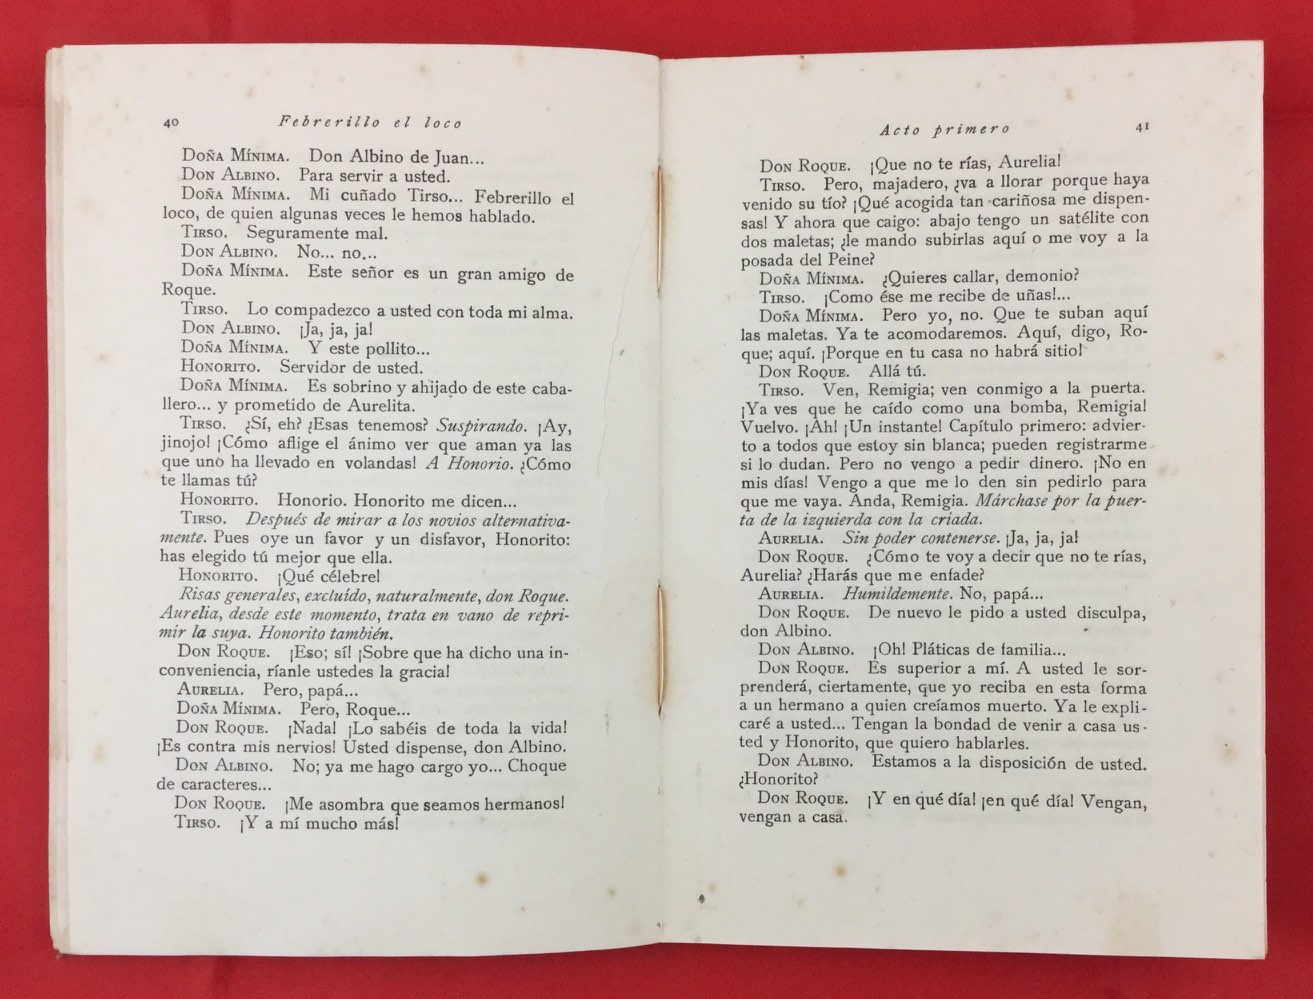 40 Febrerillo el loco
Doña Mínima. Don Albino de Juan...
Don Albino. Para servir a usted.
Doña Mínima. Mi cuñado Tirso... Febrerillo el
loco, de quien algunas veces le hemos hablado.
Tirso. Seguramente mal.
Don Albino. No... no...
Doña Mínima. Este señor es un gran amigo de
Roque.
Tirso. Lo compadezco a usted con toda mi alma.
Don Albino. ¡Ja, ja, ja!
Doña Mínima. Y este pollito...
Honorito. Servidor de usted.
Doña Mínima. Es sobrino y ahijado de este caba-
llero... y prometido de Aurelita.
Tirso. ¿Sí, eh? ¿Esas tenemos? Suspirando. ¡Ay,
jinojo! ¡Cómo aflige el ánimo ver que aman ya las
que uno ha llevado en volandas! A Honorio. ¿Cómo
te llamas tú?
Honorito. Honorio. Honorito me dicen...
Tirso. Después de mirar a los novios alternativa-
mente. Pues oye un favor y un disfavor, Honorito:
has elegido tú mejor que ella.
Honorito. ¡Qué célebre!
Risas generales, excluído, naturalmente, don Roque.
Aurelia, desde este momento, trata en vano de repri-
mir la suya. Honorito también.
Don Roque. ¡Eso; sí! ¡Sobre que ha dicho una in-
conveniencia, ríanle ustedes la gracia!
Aurelia. Pero, papá...
Doña Mínima. Pero, Roque...
Don Roque. ¡Nada! ¡Lo sabéis de toda la vida!
¡Es contra mis nervios! Usted dispense, don Albino.
Don Albino. No; ya me hago cargo yo... Choque
de caracteres...
Don Roque. ¡Me asombra que seamos hermanos!
Tirso. ¡Y a mí mucho más!
Acto primero 41
Don Roque. ¡Que no te rías, Aurelia!
Tirso. Pero, majadero, ¿va a llorar porque haya
venido su tío? ¡Qué acogida tan cariñosa me dispen-
sas! Y ahora que caigo: abajo tengo un satélite con
dos maletas; ¿le mando subirlas aquí o me voy a la
posada del Peine?
Doña Mínima. ¿Quieres callar, demonio?
Tirso. ¡Como ése me recibe de uñas!...
Doña Mínima. Pero yo, no. Que te suban aquí
las maletas. Ya te acomodaremos. Aquí, digo, Ro-
que; aquí. ¡Porque en tu casa no habrá sitio!
Don Roque. Allá tú.
Tirso. Ven, Remigia; ven conmigo a la puerta.
¡Ya ves que he caído como una bomba, Remigia!
Vuelvo. ¡Ah! ¡Un instante! Capítulo primero: advier-
to a todos que estoy sin blanca; pueden registrarme
si lo dudan. Pero no vengo a pedir dinero. ¡No en
mis días! Vengo a que me lo den sin pedirlo para
que me vaya. Anda, Remigia. Márchase por la puer-
ta de la izquierda con la criada.
Aurelia. Sin poder contenerse. ¡Ja, ja, ja!
Don Roque. ¿Cómo te voy a decir que no te rías,
Aurelia? ¿Harás que me enfade?
Aurelia. Humildemente. No, papá...
Don Roque. De nuevo le pido a usted disculpa,
don Albino.
Don Albino. ¡Oh! Pláticas de familia...
Don Roque. Es superior a mí. A usted le sor-
prenderá, ciertamente, que yo reciba en esta forma
a un hermano a quien creíamos muerto. Ya le expli-
caré a usted... Tengan la bondad de venir a casa us-
ted y Honorito, que quiero hablarles.
Don Albino. Estamos a la disposición de usted.
¿Honorito?
Don Roque. ¡Y en qué día! ¡en qué día! Vengan,
vengan a casa.